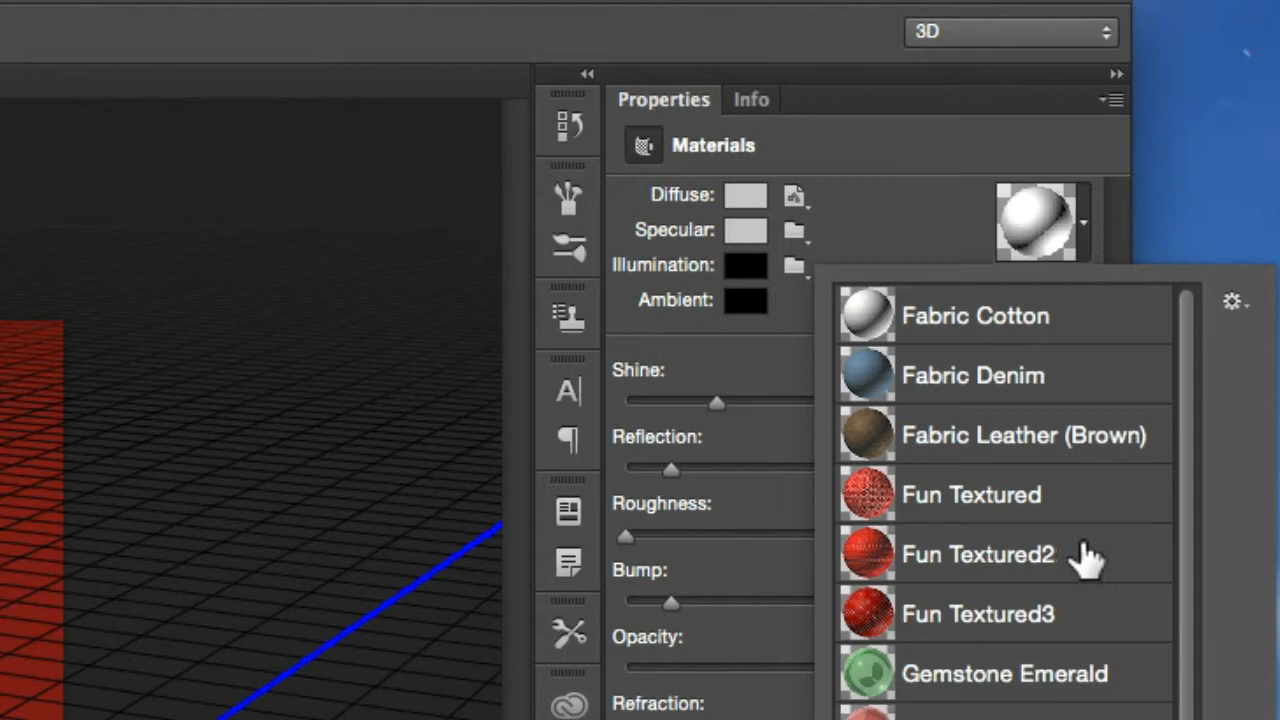 3D
Properties
Info
Materials
Diffuse:
Specular:
Illumination:
Ambient:
Shine:
Reflection:
Roughness:
Bump:
Opacity:
Refraction:
Fabric Cotton
Fabric Denim
Fabric Leather (Brown)
Fun Textured
Fun Textured2
Fun Textured3
Gemstone Emerald